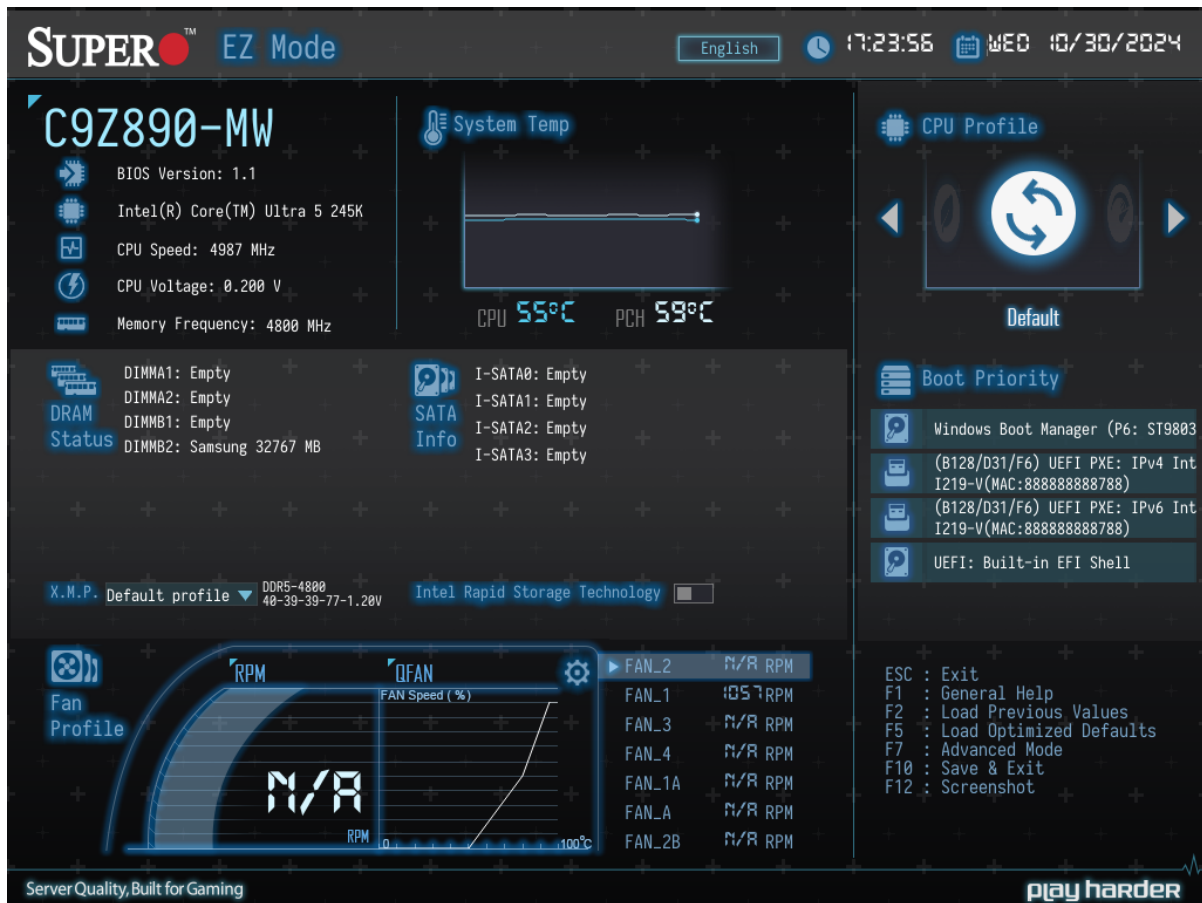 SUPER™ EZ Mode
English
17:23:56
WED 10/30/2024
C9Z890-MW
BIOS Version: 1.1
Intel(R) Core(TM) Ultra 5 245K
CPU Speed: 4987 MHz
CPU Voltage: 0.200 V
Memory Frequency: 4800 MHz
System Temp
CPU 55°C PCH 59°C
CPU Profile
Default
DRAM
Status
DIMMA1: Empty
DIMMA2: Empty
DIMMB1: Empty
DIMMB2: Samsung 32767 MB
SATA
Info
I-SATA0: Empty
I-SATA1: Empty
I-SATA2: Empty
I-SATA3: Empty
X.M.P. Default profile
DDR5-4800
40-39-39-77-1.20V
Intel Rapid Storage Technology
Boot Priority
Windows Boot Manager (P6: ST9803
(B128/D31/F6) UEFI PXE: IPv4 Int
I219-V(MAC:888888888788)
(B128/D31/F6) UEFI PXE: IPv6 Int
I219-V(MAC:888888888788)
UEFI: Built-in EFI Shell
Fan
Profile
RPM
N/A
RPM
QFAN
FAN Speed ( %)
0 100°C
FAN_2 N/A RPM
FAN_1 1057 RPM
FAN_3 N/A RPM
FAN_4 N/A RPM
FAN_1A N/A RPM
FAN_A N/A RPM
FAN_2B N/A RPM
ESC : Exit
F1 : General Help
F2 : Load Previous Values
F5 : Load Optimized Defaults
F7 : Advanced Mode
F10 : Save & Exit
F12 : Screenshot
Server Quality, Built for Gaming
play harder